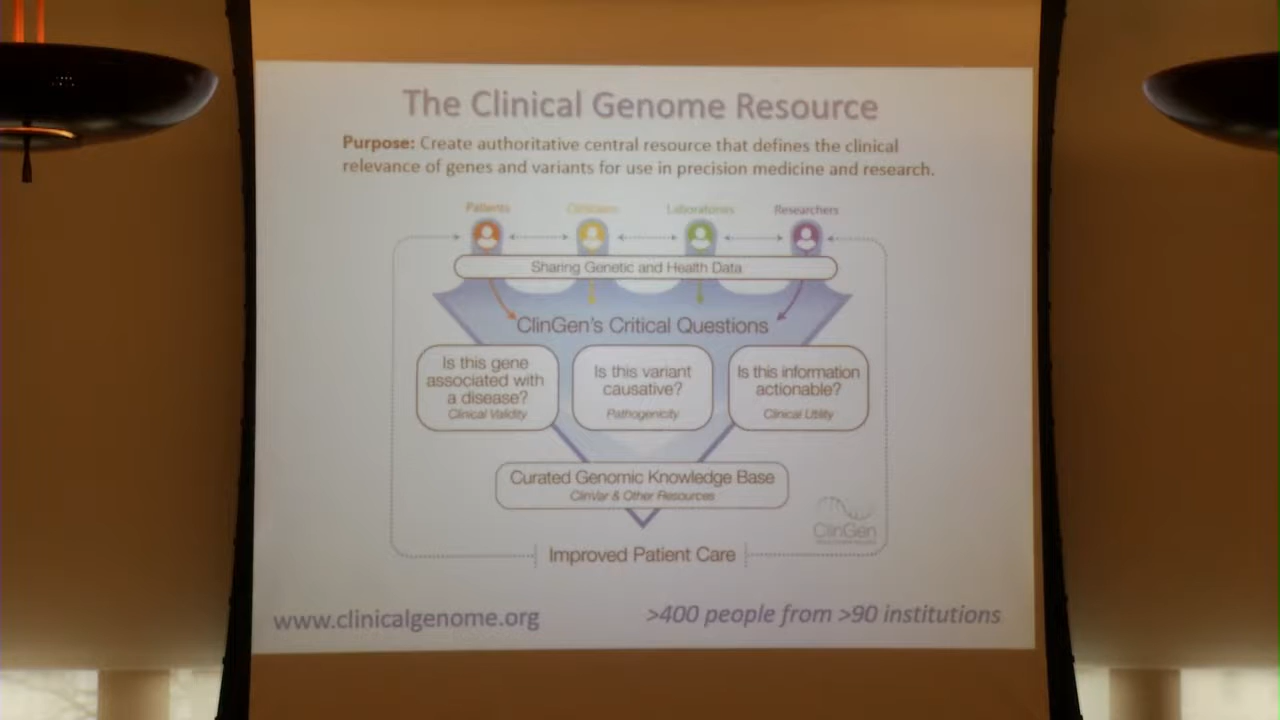 The Clinical Genome Resource
Purpose: Create authoritative central resource that defines the clinical
relevance of genes and variants for use in precision medicine and research.
Patients Clinicians Laboratories Researchers
Sharing Genetic and Health Data
ClinGen's Critical Questions
Is this gene
associated with
a disease?
Clinical Validity
Is this variant
causative?
Pathogenicity
Is this information
actionable?
Clinical Utility
Curated Genomic Knowledge Base
ClinVar & Other Resources
ClinGen
Improved Patient Care
www.clinicalgenome.org
>400 people from >90 institutions